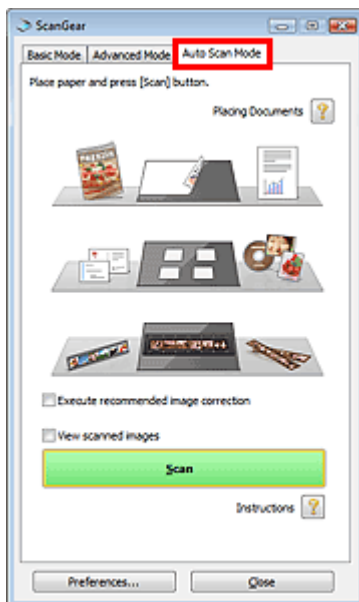 ScanGear
Basic Mode Advanced Mode Auto Scan Mode
Place paper and press [Scan] button.
Placing Documents
Execute recommended image correction
View scanned images
Scan
Instructions
Preferences... Close